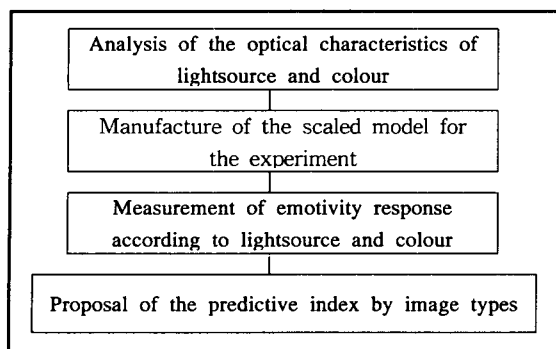 Analysis of the optical characteristics of
lightsource and colour
Manufacture of the scaled model for
the experiment
Measurement of emotivity response
according to lightsource and colour
Proposal of the predictive index by image types